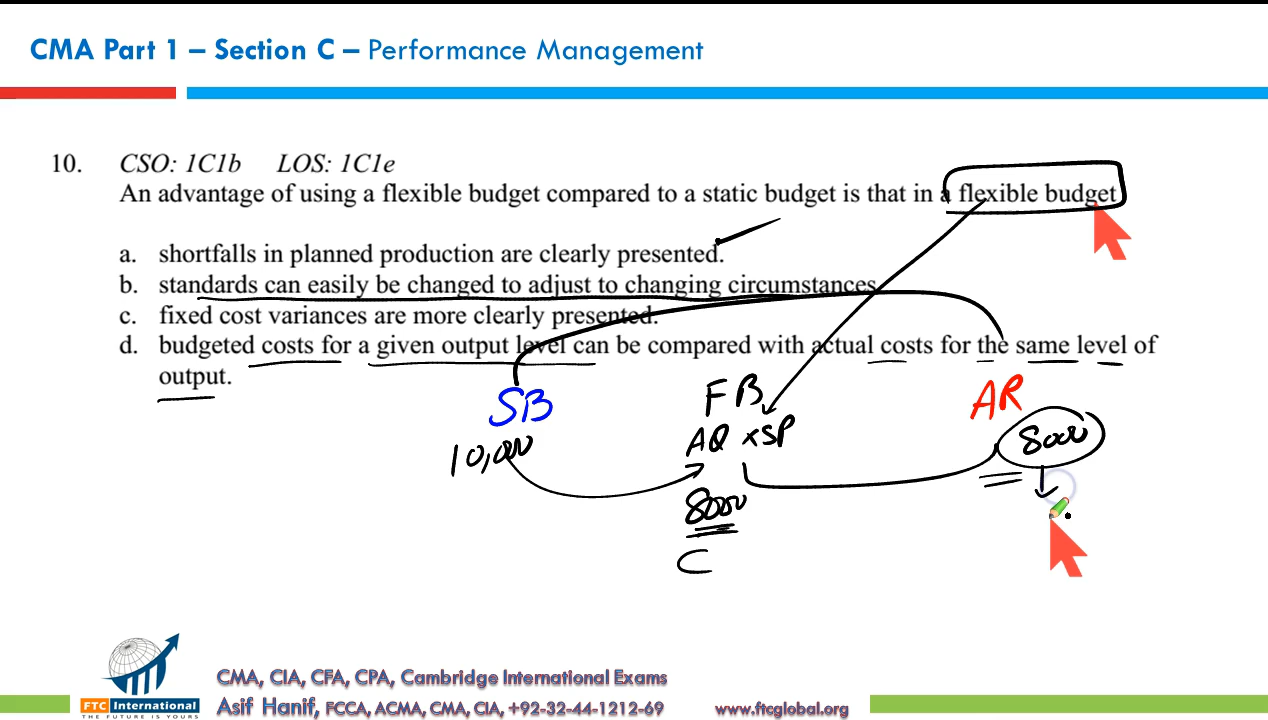 CMA Part 1 – Section C – Performance Management
10. CSO: 1C1b LOS: 1C1e
An advantage of using a flexible budget compared to a static budget is that in a flexible budget
a. shortfalls in planned production are clearly presented.
b. standards can easily be changed to adjust to changing circumstances.
c. fixed cost variances are more clearly presented.
d. budgeted costs for a given output level can be compared with actual costs for the same level of
output.
SB FB AR
10,000 AQ x SP 8000
8000
C
CMA, CIA, CFA, CPA, Cambridge International Exams
FTC International Asif Hanif, FCCA, ACMA, CMA, CIA, +92-32-44-1212-69 www.ftcglobal.org
THE FUTURE IS YOURS